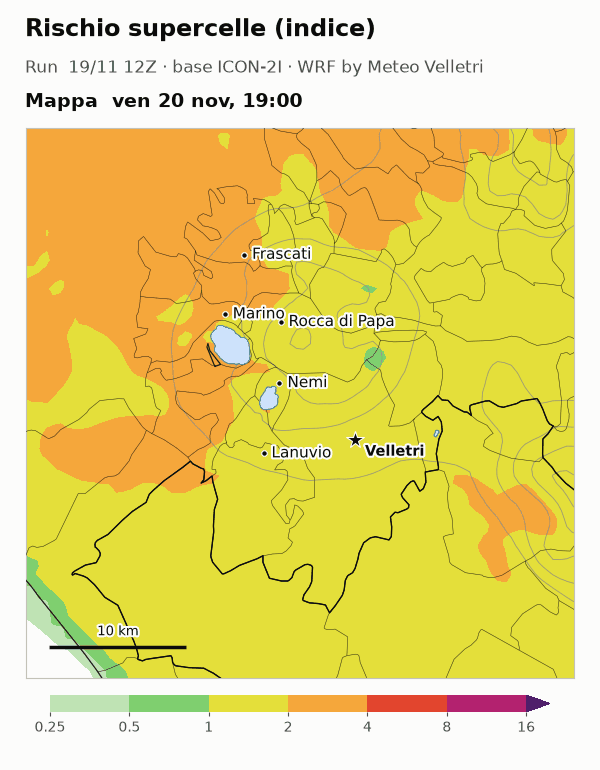 Rischio supercelle (indice)
Run 19/11 12Z · base ICON-2I · WRF by Meteo Velletri
Mappa ven 20 nov, 19:00
Frascati
Marino
Rocca di Papa
Nemi
Velletri
Lanuvio
10 km
0.25 0.5 1 2 4 8 16